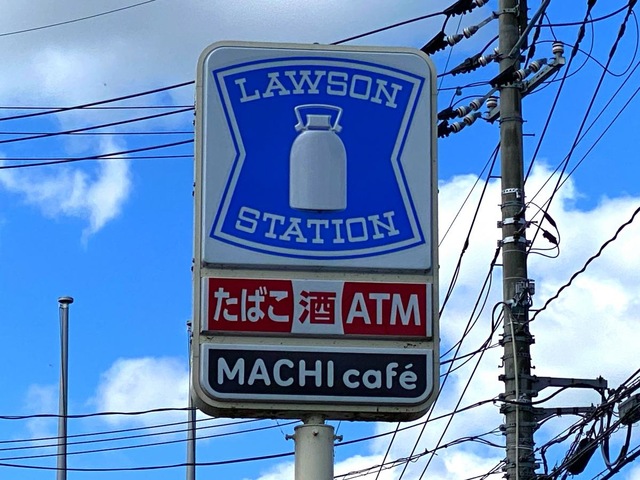 LAWSON
STATION
たばこ 酒 ATM
MACHI café